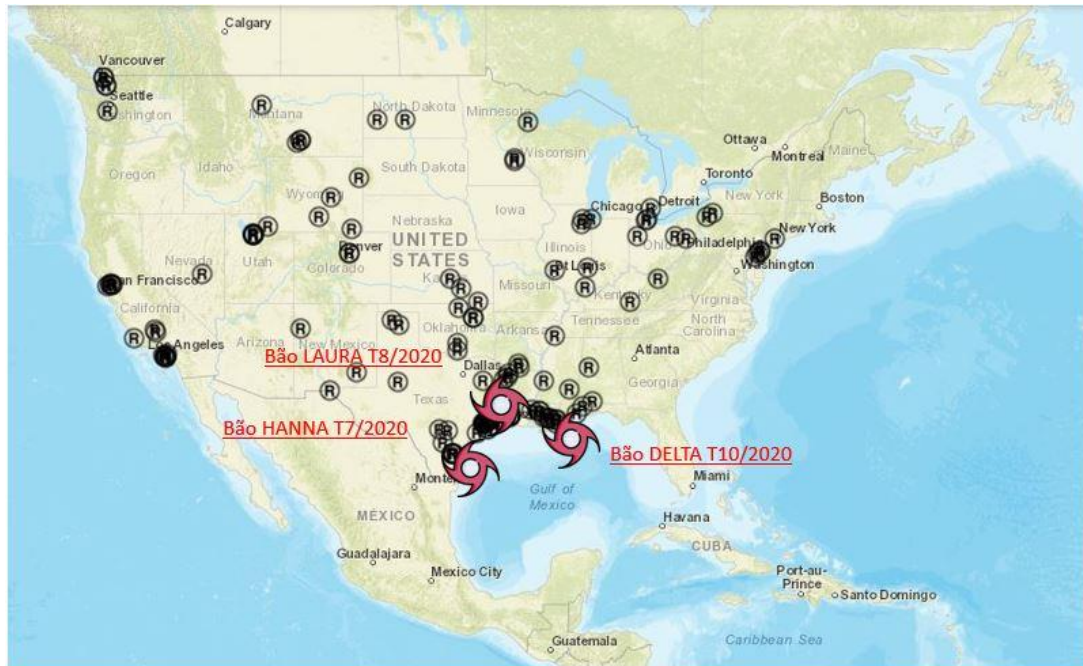 Calgary
Vancouver
Seattle
Washington
Montana
North Dakota
Minnesota
Ottawa
Montreal
Maine
Oregon
Idaho
South Dakota
Wisconsin
Toronto
Wyoming
Iowa
Chicago
Detroit
New York
Boston
Nebraska
UNITED
STATES
Illinois
Ohio
Philadelphia
New York
Nevada
Utah
Denver
Colorado
Kansas
St Louis
Washington
San Francisco
California
Missouri
Kentucky
Virginia
Los Angeles
Arizona
New Mexico
Oklahoma
Arkansas
Tennessee
North
Carolina
Bão LAURA T8/2020
Dallas
Atlanta
Georgia
Texas
Bão HANNA T7/2020
Bão DELTA T10/2020
Gulf of
Mexico
Miami
MÉXICO
Havana
CUBA
Guadalajara
Mexico City
Port-au-
Prince
Santo Domingo
Guatemala
Caribbean Sea